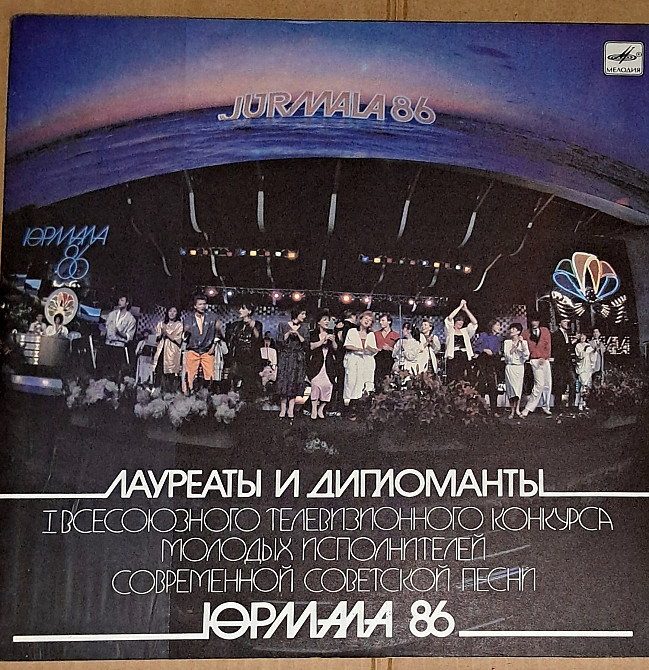 МЕЛОДИЯ
JŪRMALA 86
ЮРМАЛА
86
ЛАУРЕАТЫ И ДИПЛОМАНТЫ
I ВСЕСОЮЗНОГО ТЕЛЕВИЗИОННОГО КОНКУРСА
МОЛОДЫХ ИСПОЛНИТЕЛЕЙ
СОВРЕМЕННОЙ СОВЕТСКОЙ ПЕСНИ
ЮРМАЛА 86